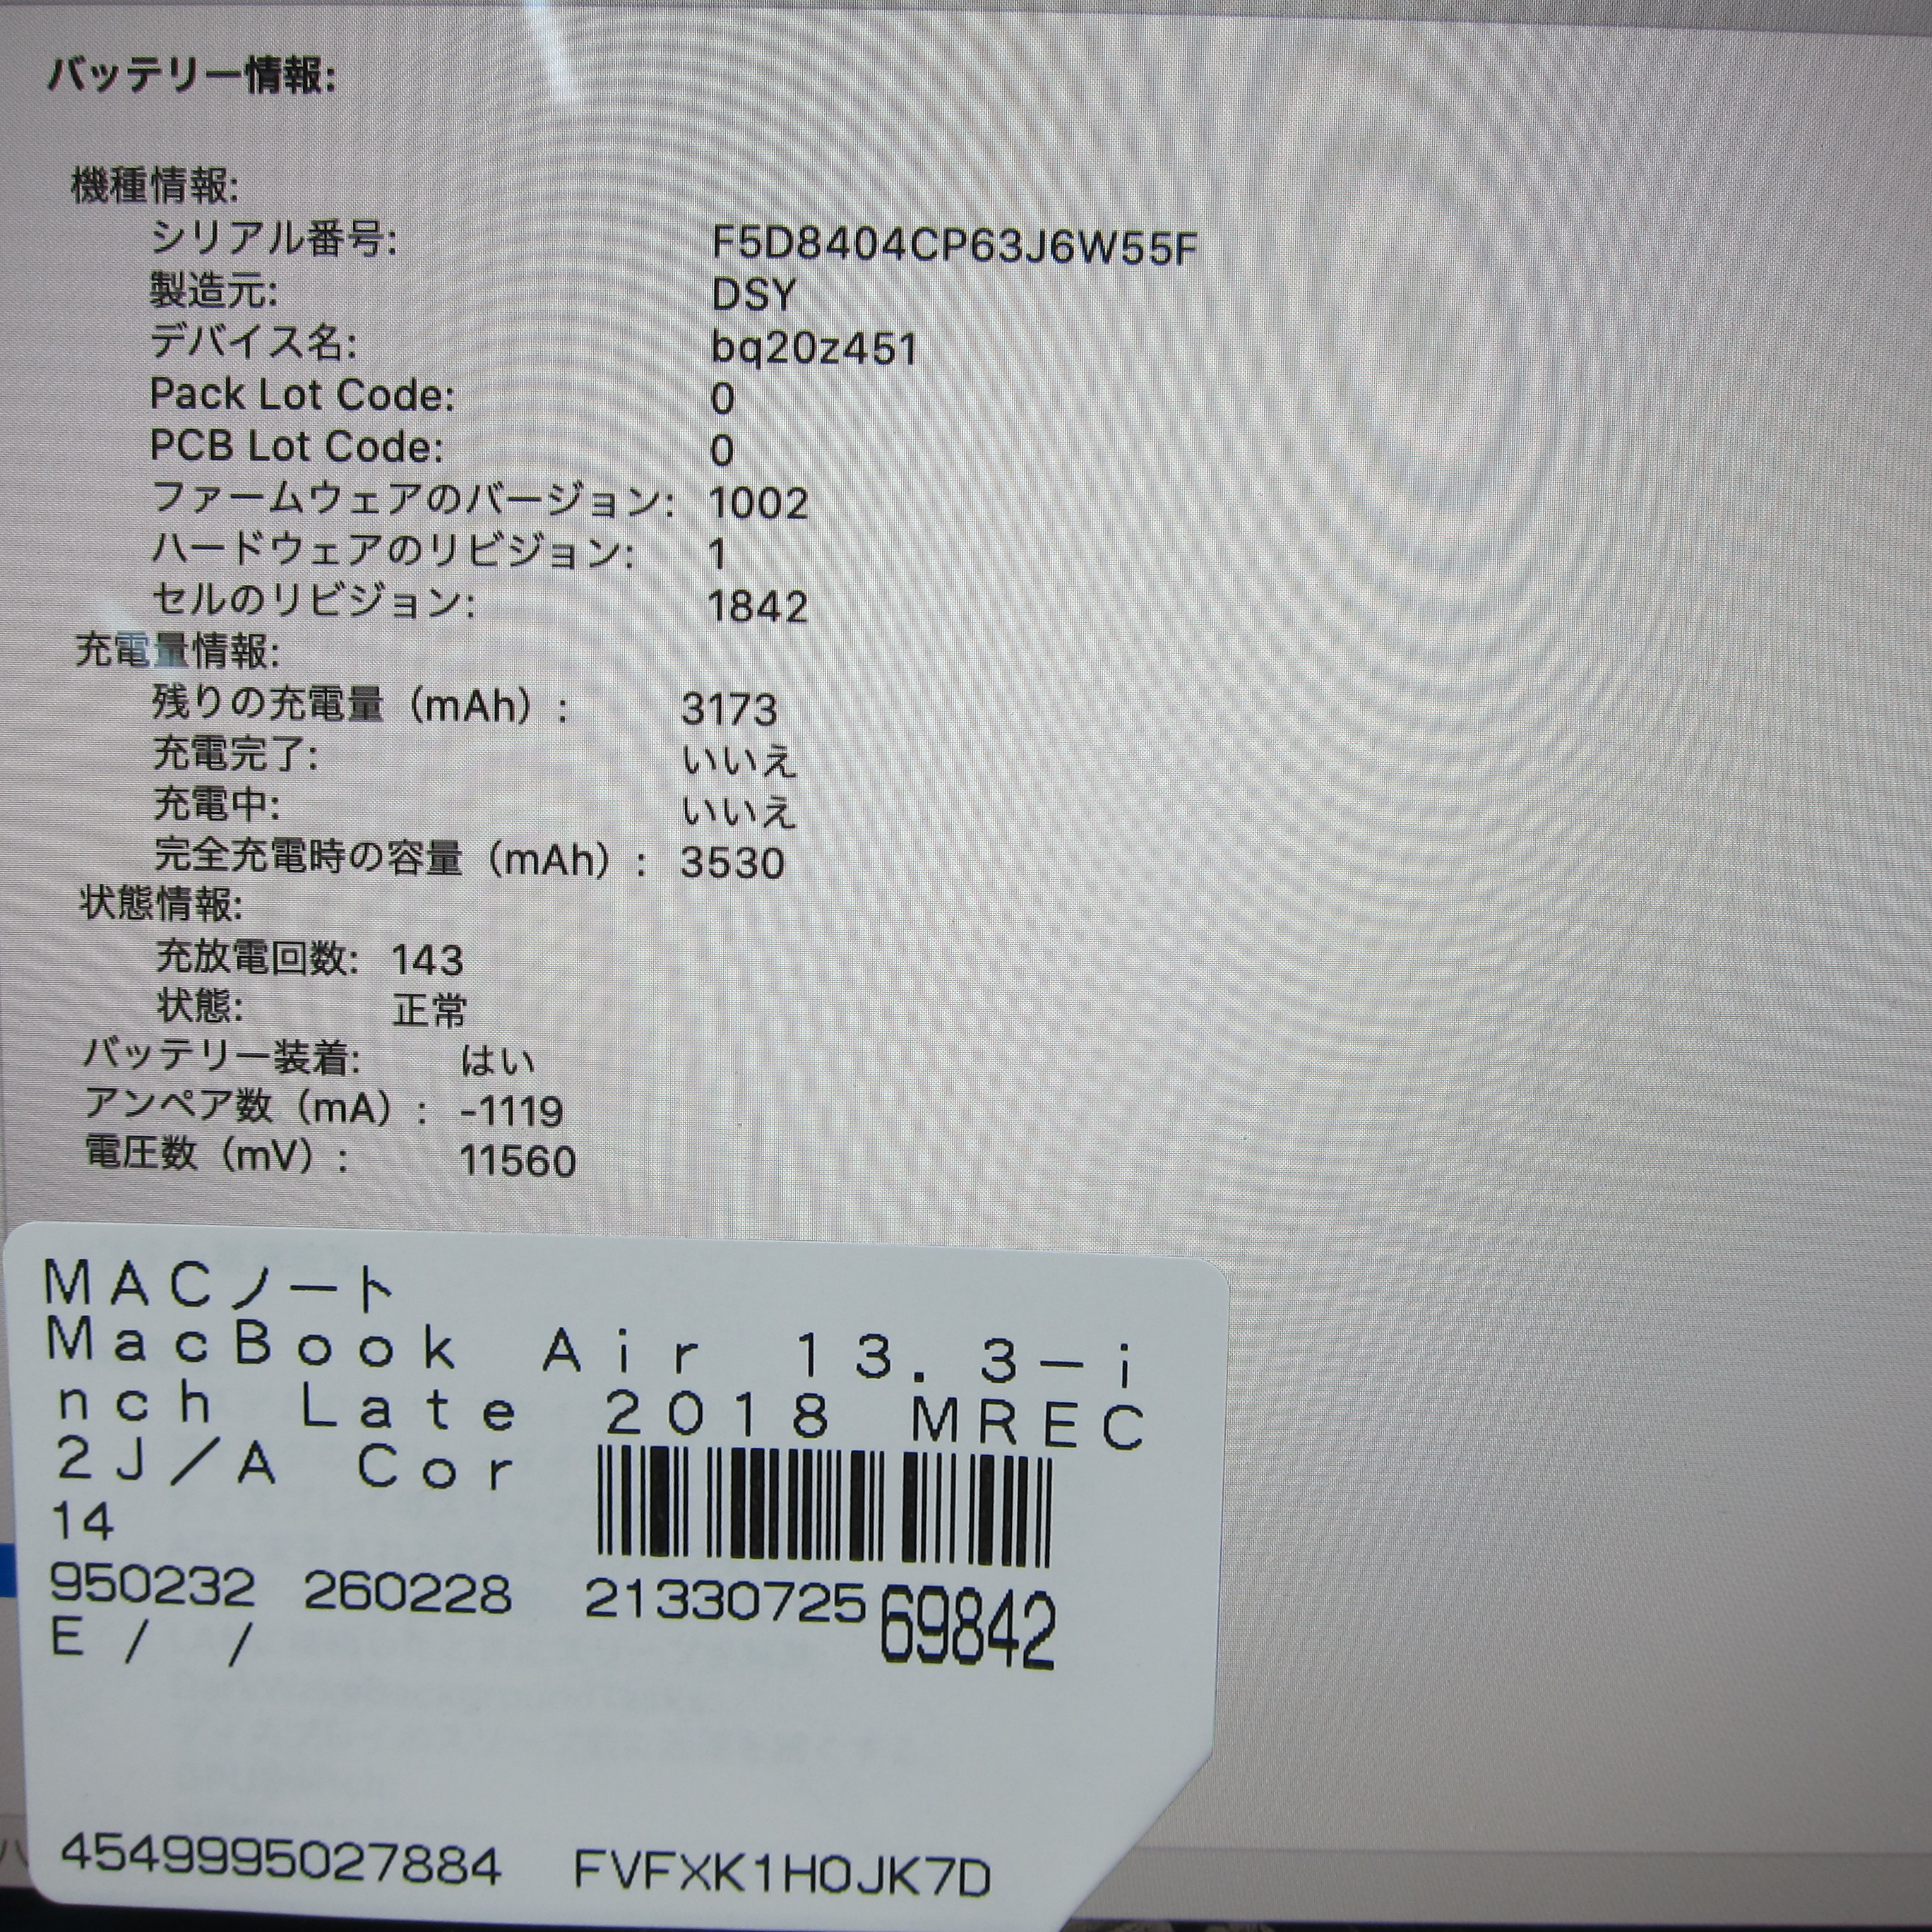 バッテリー情報:
機種情報:
シリアル番号: F5D8404CP63J6W55F
製造元: DSY
デバイス名: bq20z451
Pack Lot Code: 0
PCB Lot Code: 0
ファームウェアのバージョン: 1002
ハードウェアのリビジョン: 1
セルのリビジョン: 1842
充電量情報:
残りの充電量（mAh）: 3173
充電完了: いいえ
充電中: いいえ
完全充電時の容量（mAh）: 3530
状態情報:
充放電回数: 143
状態: 正常
バッテリー装着: はい
アンペア数（mA）: -1119
電圧数（mV）: 11560
MACノート
MacBook Air 13.3-i
nch Late 2018 MREC
2J/A Cor
14
950232 260228 21330725 69842
E / /
4549995027884 FVFXK1H0JK7D